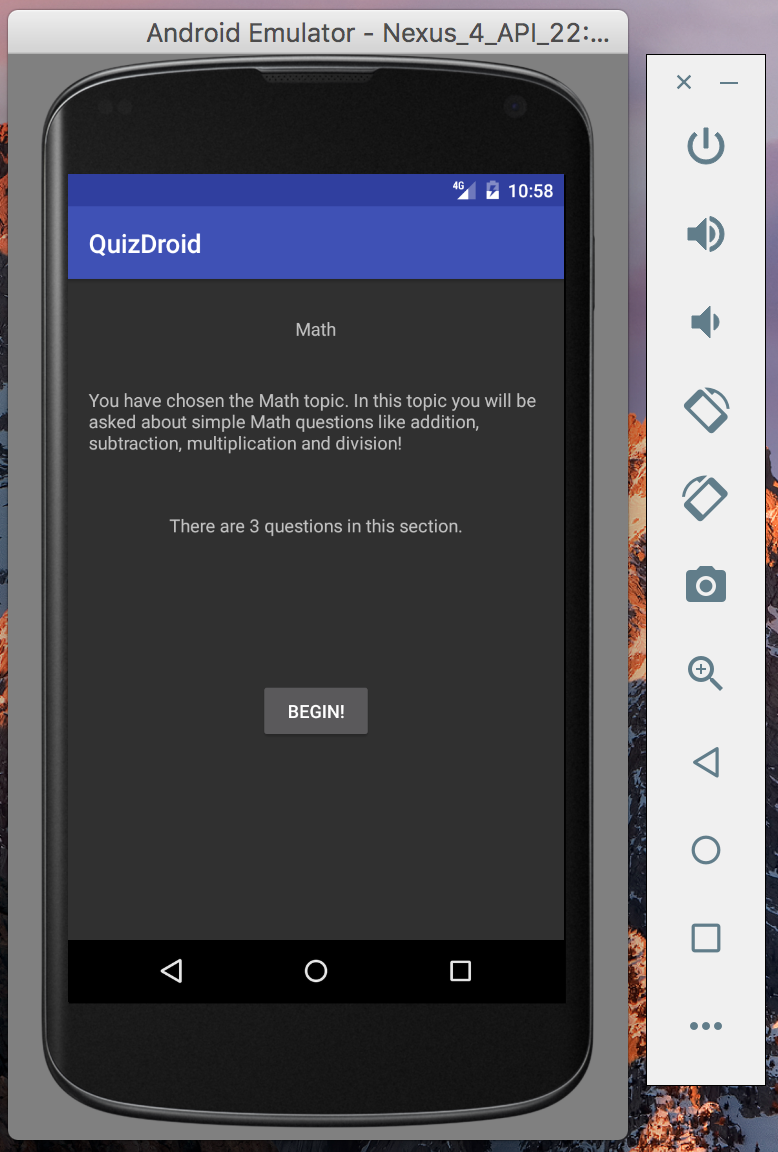 Android Emulator - Nexus_4_API_22:...
4G 10:58
QuizDroid
Math
You have chosen the Math topic. In this topic you will be
asked about simple Math questions like addition,
subtraction, multiplication and division!
There are 3 questions in this section.
BEGIN!